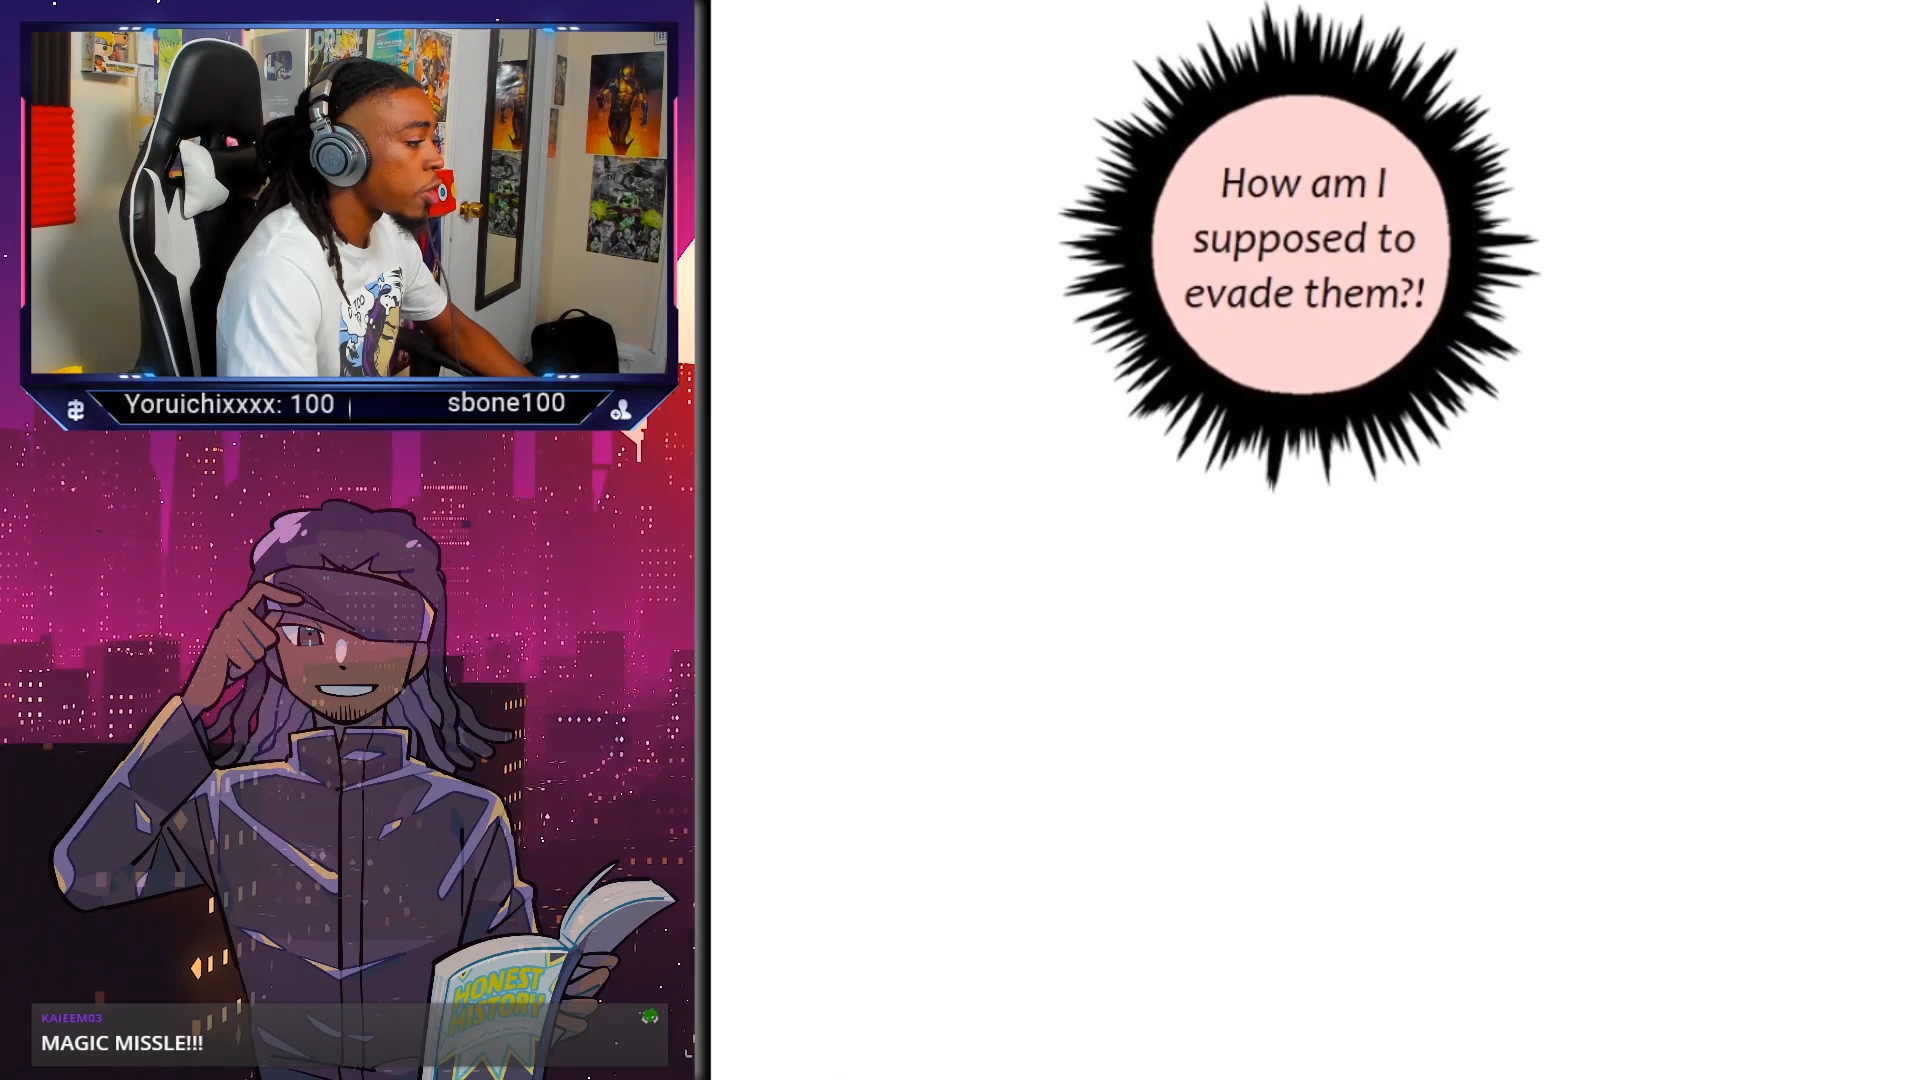 Yoruichixxxx: 100
sbone100
How am I
supposed to
evade them?!
HONEST
HISTORY
KAIEEM03
MAGIC MISSLE!!!